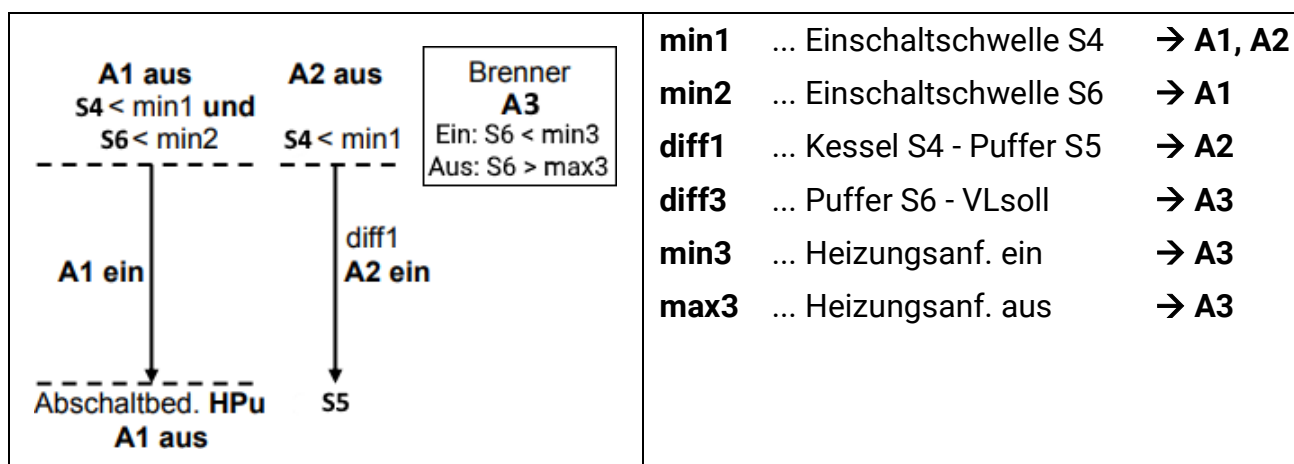 A1 aus
S4 < min1 und
S6 < min2
A1 ein
Abschaltbed. HPu
A1 aus
A2 aus
S4 < min1
diff1
A2 ein
S5
Brenner
A3
Ein: S6 < min3
Aus: S6 > max3
min1 ... Einschaltschwelle S4 → A1, A2
min2 ... Einschaltschwelle S6 → A1
diff1 ... Kessel S4 - Puffer S5 → A2
diff3 ... Puffer S6 - VLsoll → A3
min3 ... Heizungsanf. ein → A3
max3 ... Heizungsanf. aus → A3